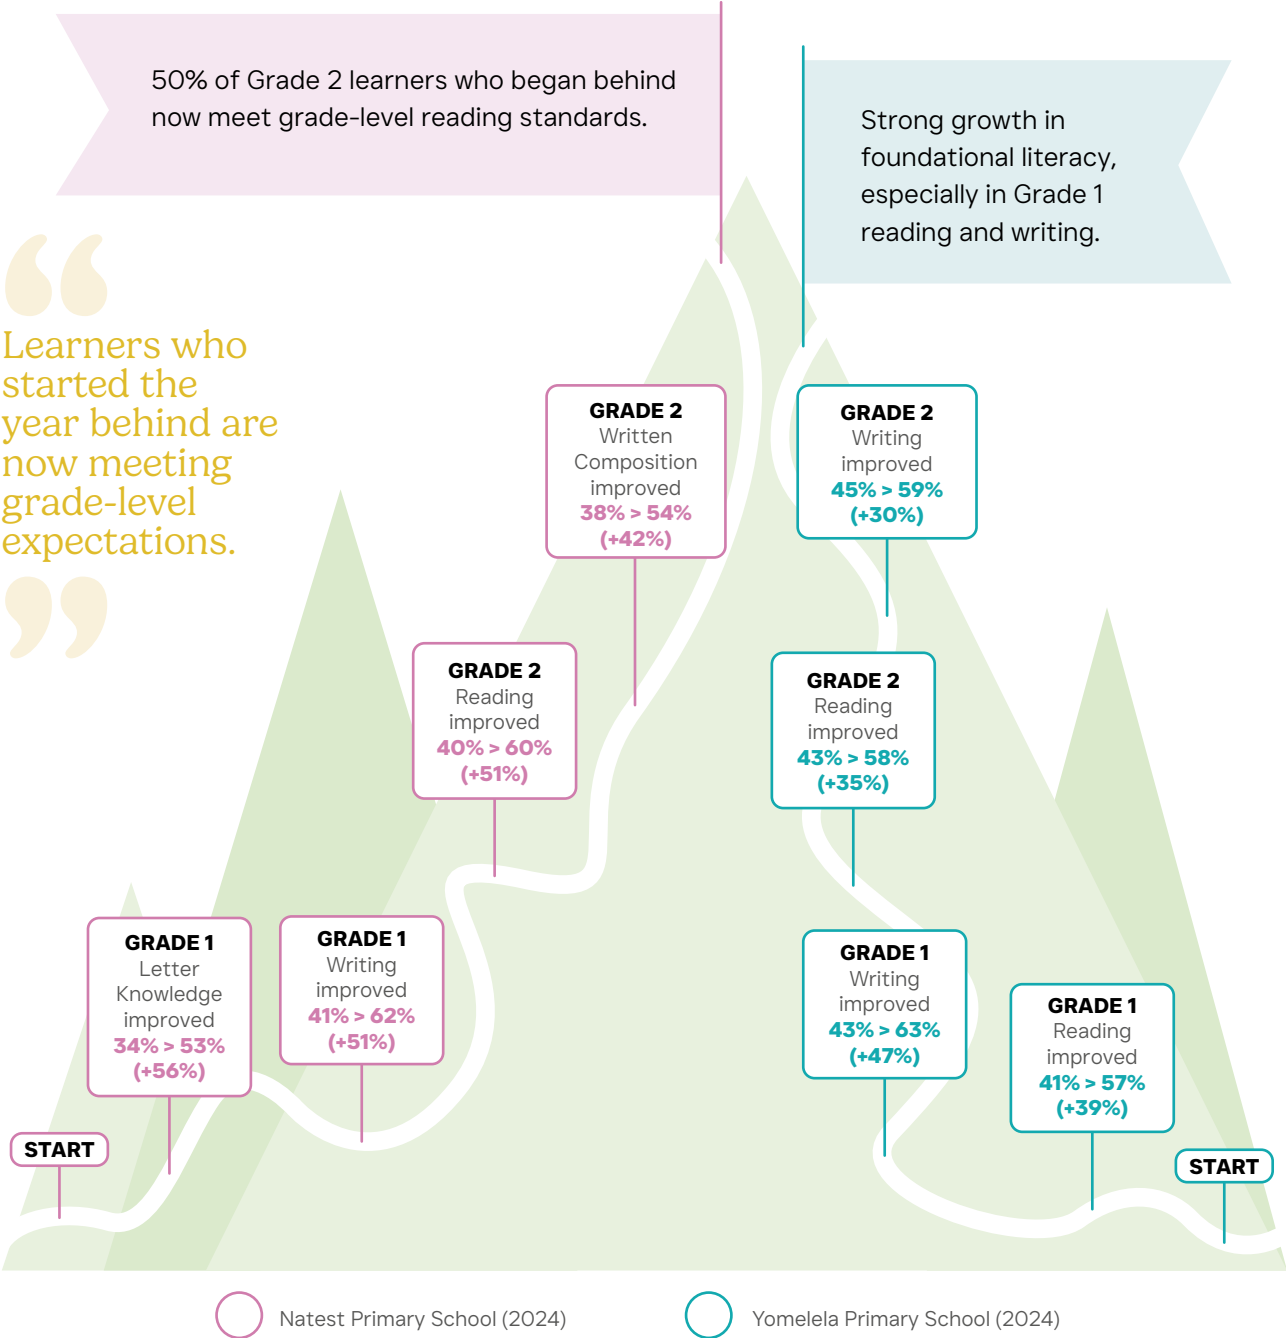 50% of Grade 2 learners who began behind
now meet grade-level reading standards.
Strong growth in
foundational literacy,
especially in Grade 1
reading and writing.
“
Learners who
started the
year behind are
now meeting
grade-level
expectations.
”
GRADE 2
Written
Composition
improved
38% > 54%
(+42%)
GRADE 2
Writing
improved
45% > 59%
(+30%)
GRADE 2
Reading
improved
40% > 60%
(+51%)
GRADE 2
Reading
improved
43% > 58%
(+35%)
GRADE 1
Letter
Knowledge
improved
34% > 53%
(+56%)
GRADE 1
Writing
improved
41% > 62%
(+51%)
GRADE 1
Writing
improved
43% > 63%
(+47%)
GRADE 1
Reading
improved
41% > 57%
(+39%)
START
START
Natest Primary School (2024)
Yomelela Primary School (2024)